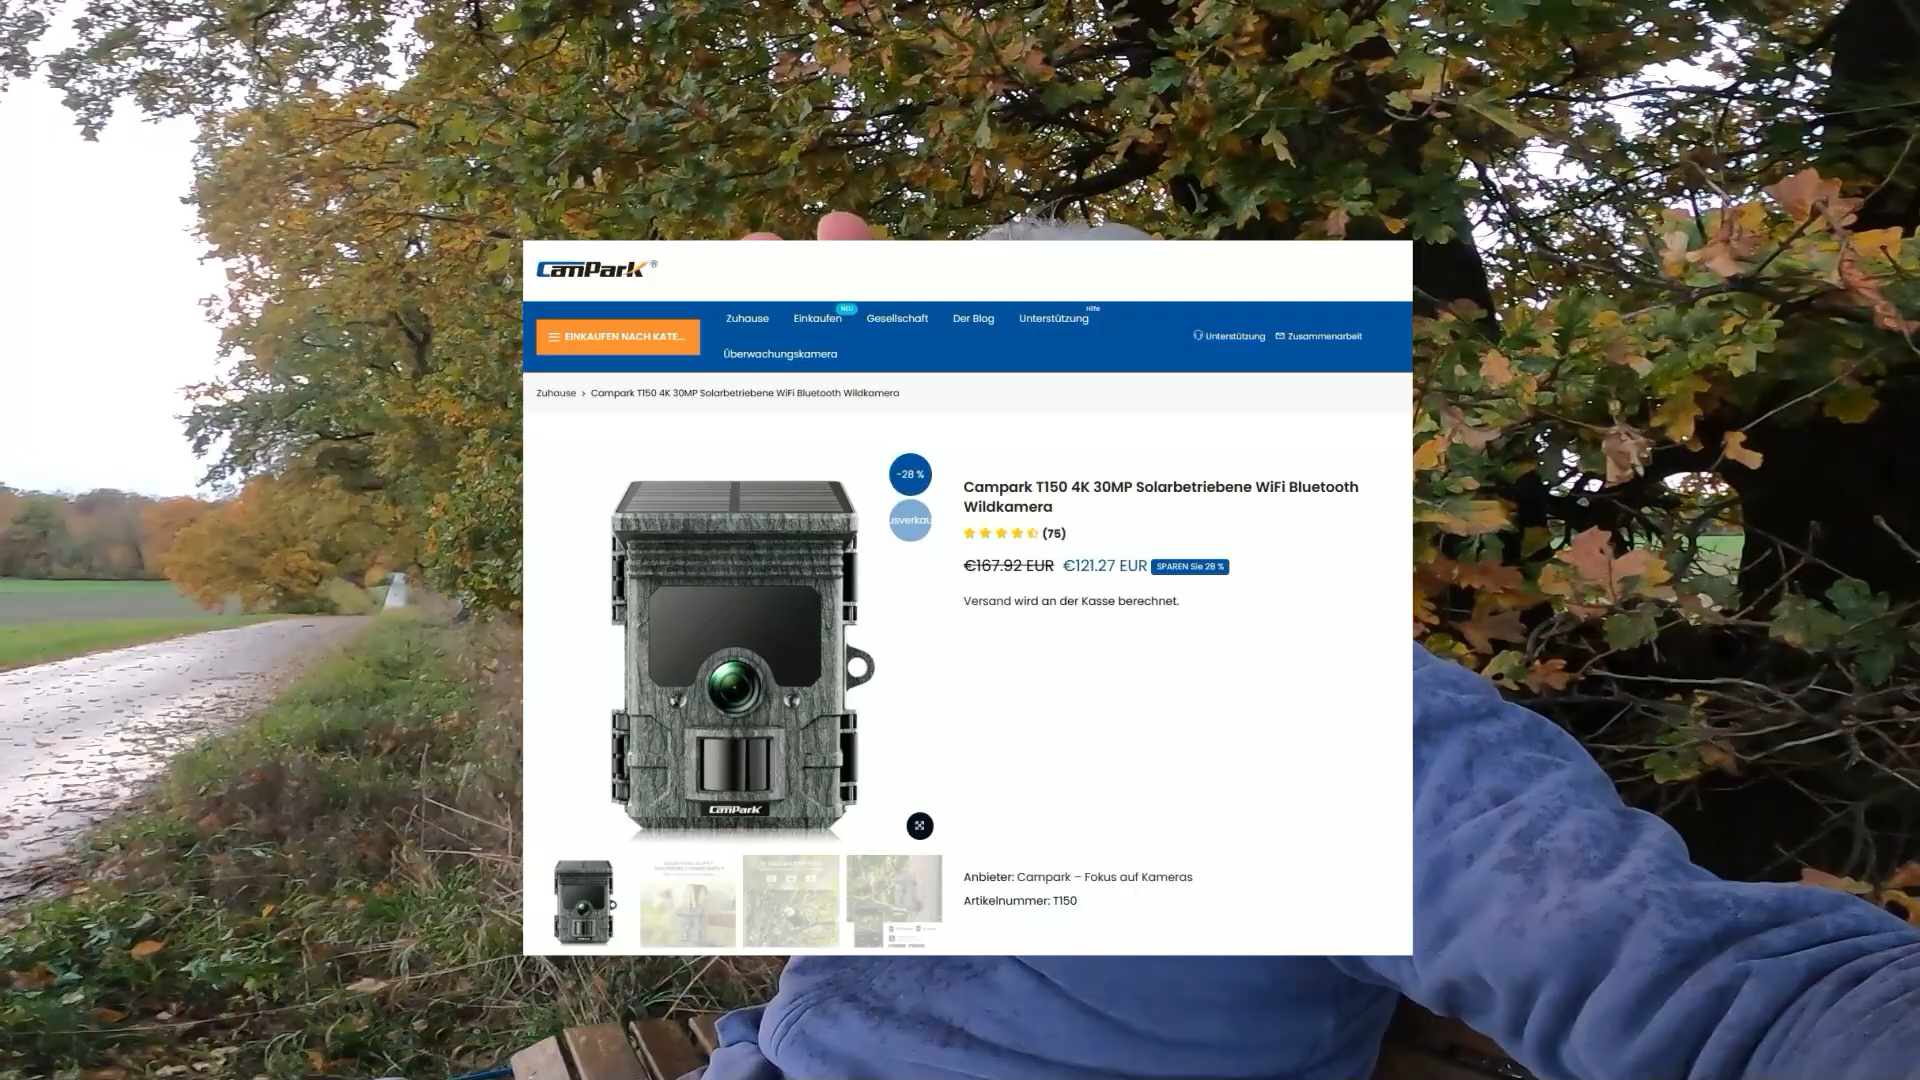 CamPark®
EINKAUFEN NACH KATE...
Zuhause
Einkaufen
NEU
Gesellschaft
Der Blog
Unterstützung
Hilfe
Überwachungskamera
Unterstützung
Zusammenarbeit
Zuhause > Campark T150 4K 30MP Solarbetriebene WiFi Bluetooth Wildkamera
-28 %
usverkau
CamPark
Campark T150 4K 30MP Solarbetriebene WiFi Bluetooth
Wildkamera
(75)
€167.92 EUR €121.27 EUR SPAREN Sie 28 %
Versand wird an der Kasse berechnet.
Anbieter: Campark – Fokus auf Kameras
Artikelnummer: T150